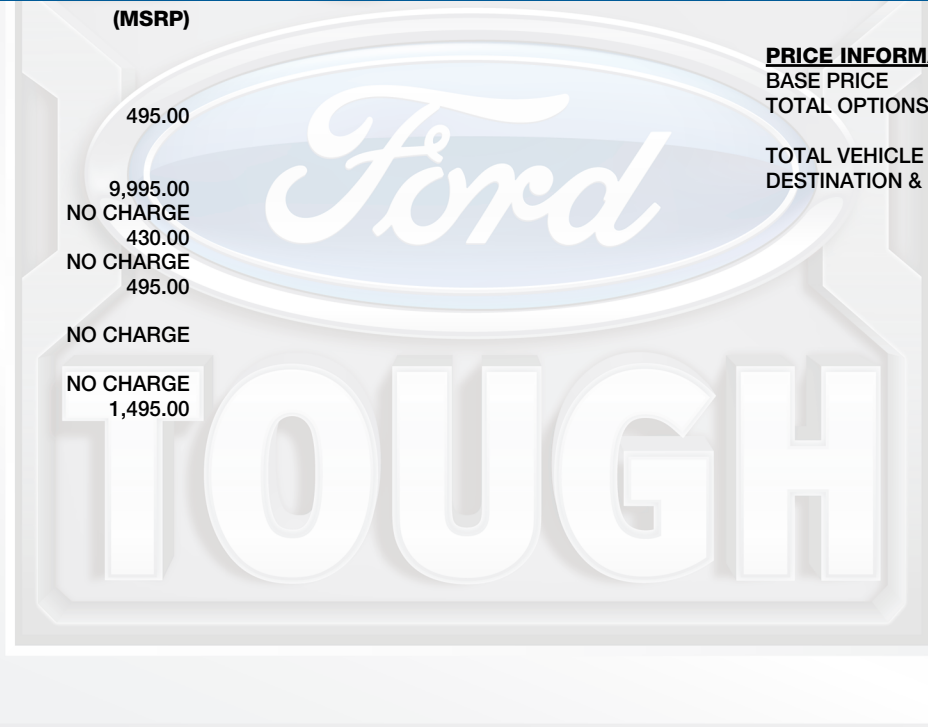 (MSRP)
495.00
9,995.00
NO CHARGE
430.00
NO CHARGE
495.00
NO CHARGE
NO CHARGE
1,495.00
PRICE INFORM
BASE PRICE
TOTAL OPTIONS
TOTAL VEHICLE
DESTINATION &
Ford
TOUGH